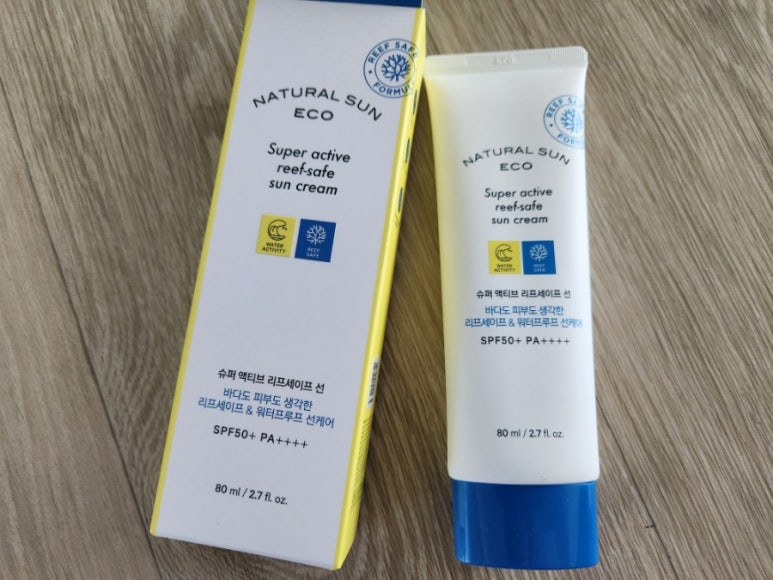 REEF SAFE
FORMULA
NATURAL SUN
ECO
Super active
reef-safe
sun cream
WATER
ACTIVITY
REEF
SAFE
슈퍼 액티브 리프세이프 선
바다도 피부도 생각한
리프세이프 & 워터프루프 선케어
SPF50+ PA++++
80 ml / 2.7 fl. oz.
REEF SAFE
NATURAL SUN
ECO
Super active
reef-safe
sun cream
WATER
ACTIVITY
REEF
SAFE
슈퍼 액티브 리프세이프 선
바다도 피부도 생각한
리프세이프 & 워터프루프 선케어
SPF50+ PA++++
80 ml / 2.7 fl. oz.